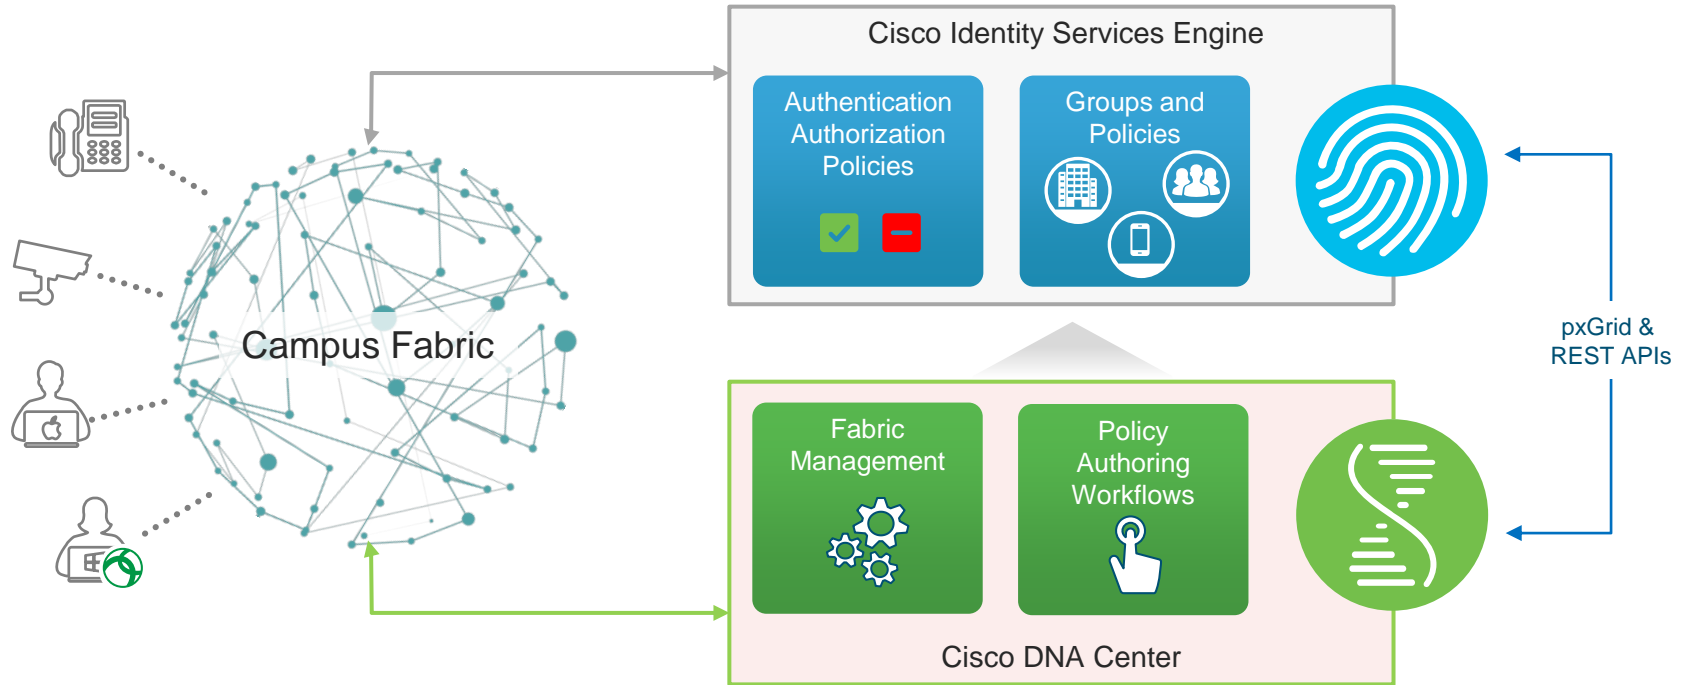 Cisco Identity Services Engine
Authentication
Authorization
Policies
Groups and
Policies
Campus Fabric
pxGrid &
REST APIs
Fabric
Management
Policy
Authoring
Workflows
Cisco DNA Center